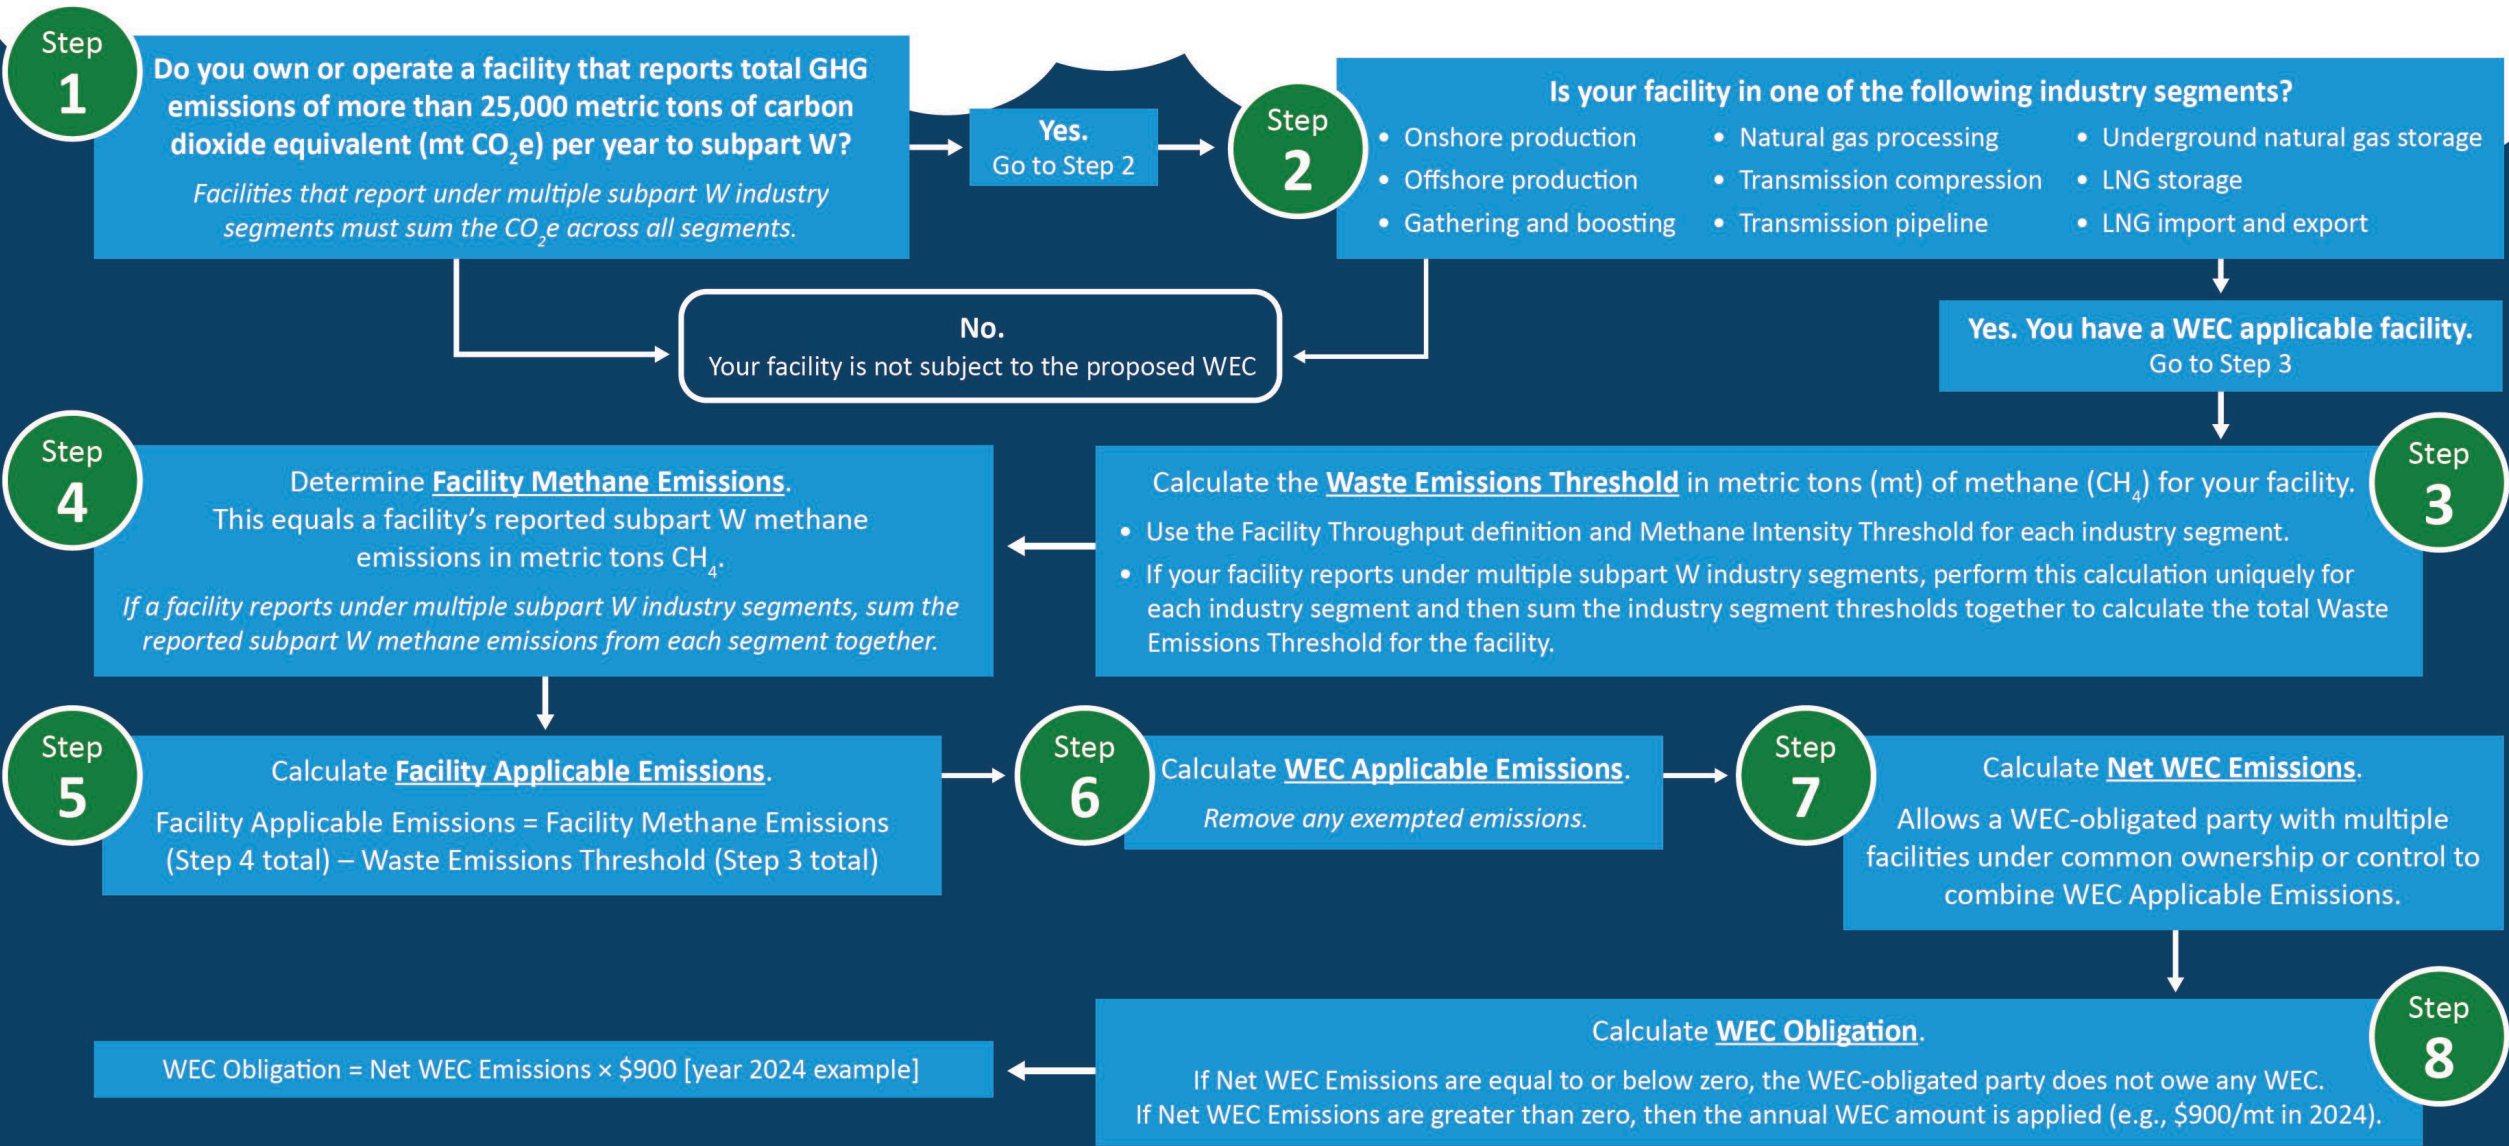 Step
1
Do you own or operate a facility that reports total GHG
emissions of more than 25,000 metric tons of carbon
dioxide equivalent (mt CO₂e) per year to subpart W?
Facilities that report under multiple subpart W industry
segments must sum the CO₂e across all segments.
Yes.
Go to Step 2
Step
2
Is your facility in one of the following industry segments?
• Onshore production
• Offshore production
• Gathering and boosting
• Natural gas processing
• Transmission compression
• Transmission pipeline
• Underground natural gas storage
• LNG storage
• LNG import and export
No.
Your facility is not subject to the proposed WEC
Yes. You have a WEC applicable facility.
Go to Step 3
Step
3
Calculate the Waste Emissions Threshold in metric tons (mt) of methane (CH₄) for your facility.
• Use the Facility Throughput definition and Methane Intensity Threshold for each industry segment.
• If your facility reports under multiple subpart W industry segments, perform this calculation uniquely for
each industry segment and then sum the industry segment thresholds together to calculate the total Waste
Emissions Threshold for the facility.
Step
4
Determine Facility Methane Emissions.
This equals a facility’s reported subpart W methane
emissions in metric tons CH₄.
If a facility reports under multiple subpart W industry segments, sum the
reported subpart W methane emissions from each segment together.
Step
5
Calculate Facility Applicable Emissions.
Facility Applicable Emissions = Facility Methane Emissions
(Step 4 total) – Waste Emissions Threshold (Step 3 total)
Step
6
Calculate WEC Applicable Emissions.
Remove any exempted emissions.
Step
7
Calculate Net WEC Emissions.
Allows a WEC-obligated party with multiple
facilities under common ownership or control to
combine WEC Applicable Emissions.
Step
8
Calculate WEC Obligation.
If Net WEC Emissions are equal to or below zero, the WEC-obligated party does not owe any WEC.
If Net WEC Emissions are greater than zero, then the annual WEC amount is applied (e.g., $900/mt in 2024).
WEC Obligation = Net WEC Emissions × $900 [year 2024 example]